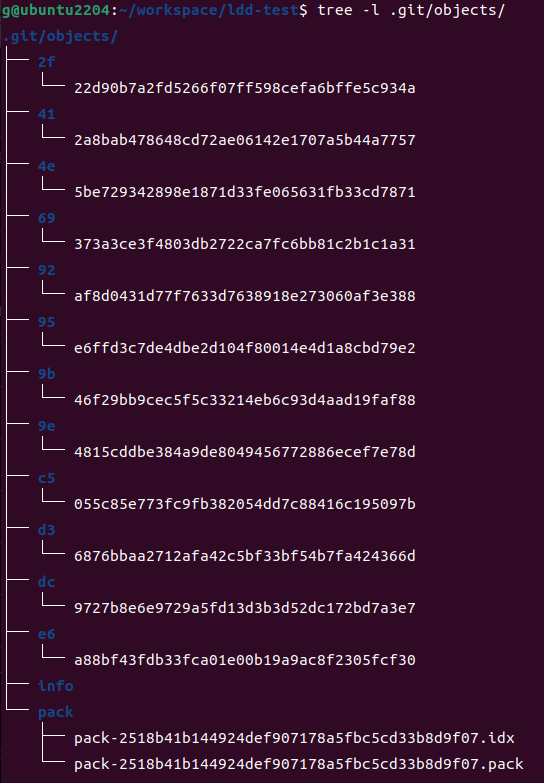 g@ubuntu2204:~/workspace/ldd-test$ tree -l .git/objects/
.git/objects/
├── 2f
│   └── 22d90b7a2fd5266f07ff598cefa6bffe5c934a
├── 41
│   └── 2a8bab478648cd72ae06142e1707a5b44a7757
├── 4e
│   └── 5be729342898e1871d33fe065631fb33cd7871
├── 69
│   └── 373a3ce3f4803db2722ca7fc6bb81c2b1c1a31
├── 92
│   └── af8d0431d77f7633d7638918e273060af3e388
├── 95
│   └── e6ffd3c7de4dbe2d104f80014e4d1a8cbd79e2
├── 9b
│   └── 46f29bb9cec5f5c33214eb6c93d4aad19faf88
├── 9e
│   └── 4815cddbe384a9de8049456772886ecef7e78d
├── c5
│   └── 055c85e773fc9fb382054dd7c88416c195097b
├── d3
│   └── 6876bbaa2712afa42c5bf33bf54b7fa424366d
├── dc
│   └── 9727b8e6e9729a5fd13d3b3d52dc172bd7a3e7
├── e6
│   └── a88bf43fdb33fca01e00b19a9ac8f2305fcf30
├── info
└── pack
    ├── pack-2518b41b144924def907178a5fbc5cd33b8d9f07.idx
    └── pack-2518b41b144924def907178a5fbc5cd33b8d9f07.pack